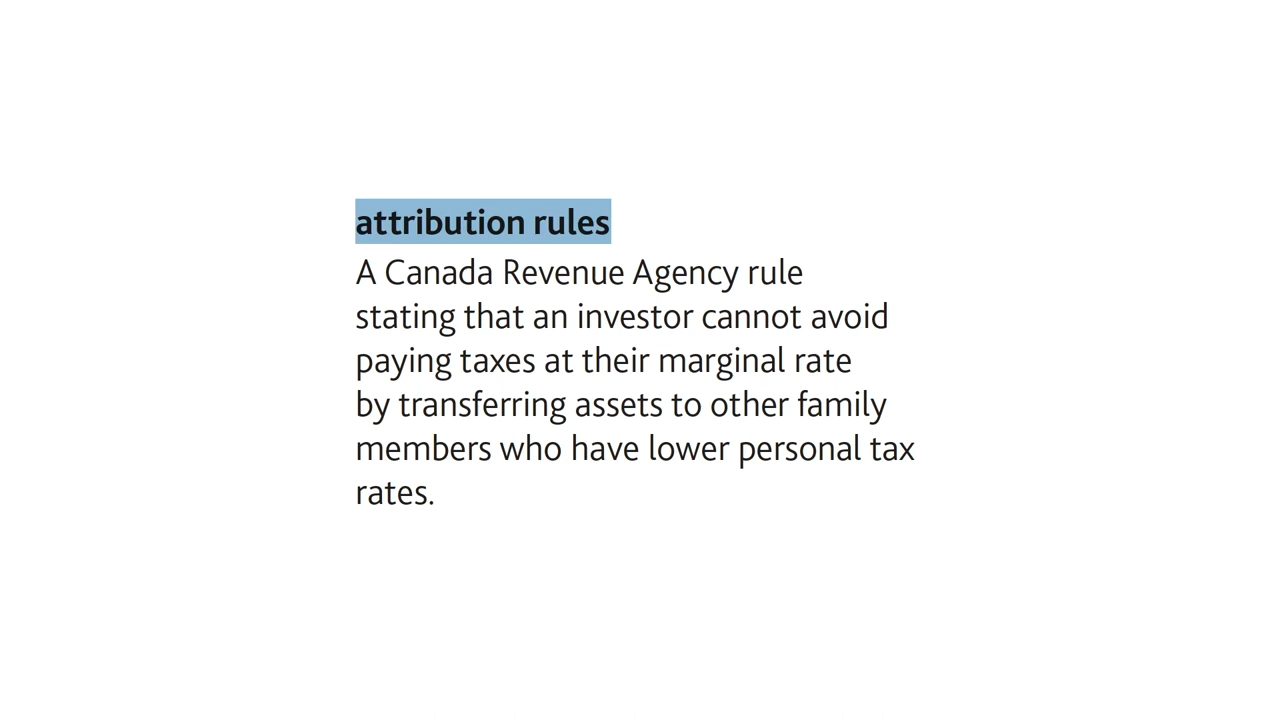 attribution rules
A Canada Revenue Agency rule
stating that an investor cannot avoid
paying taxes at their marginal rate
by transferring assets to other family
members who have lower personal tax
rates.